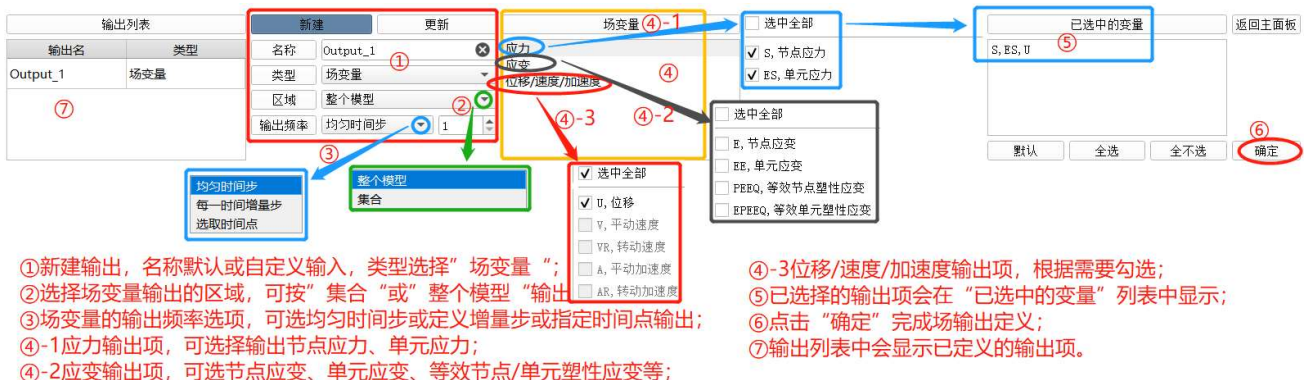 输出列表
输出名 类型
Output_1 场变量
⑦
新建 更新
名称 Output_1
①
类型 场变量
区域 整个模型
②
输出频率 均匀时间步 1
③
均匀时间步
每一时间增量步
选取时间点
整个模型
集合
场变量
④-1
应力
应变
位移/速度/加速度
④
④-3
④-2
选中全部
S, 节点应力
ES, 单元应力
选中全部
E, 节点应变
EE, 单元应变
PEEQ, 等效节点塑性应变
EPEEQ, 等效单元塑性应变
选中全部
U, 位移
V, 平动速度
VR, 转动速度
A, 平动加速度
AR, 转动加速度
已选中的变量 返回主面板
S, ES, U
⑤
⑥
默认 全选 全不选 确定
①新建输出，名称默认或自定义输入，类型选择”场变量“；
②选择场变量输出的区域，可按”集合“或”整个模型“输出
③场变量的输出频率选项，可选均匀时间步或定义增量步或指定时间点输出；
④-1应力输出项，可选择输出节点应力、单元应力；
④-2应变输出项，可选节点应变、单元应变、等效节点/单元塑性应变等；
④-3位移/速度/加速度输出项，根据需要勾选；
⑤已选择的输出项会在“已选中的变量”列表中显示；
⑥点击“确定”完成场输出定义；
⑦输出列表中会显示已定义的输出项。